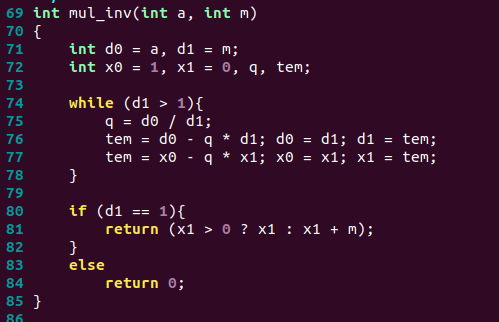 69 int mul_inv(int a, int m)
70 {
71     int d0 = a, d1 = m;
72     int x0 = 1, x1 = 0, q, tem;
73
74     while (d1 > 1){
75         q = d0 / d1;
76         tem = d0 - q * d1; d0 = d1; d1 = tem;
77         tem = x0 - q * x1; x0 = x1; x1 = tem;
78     }
79
80     if (d1 == 1){
81         return (x1 > 0 ? x1 : x1 + m);
82     }
83     else
84         return 0;
85 }
86